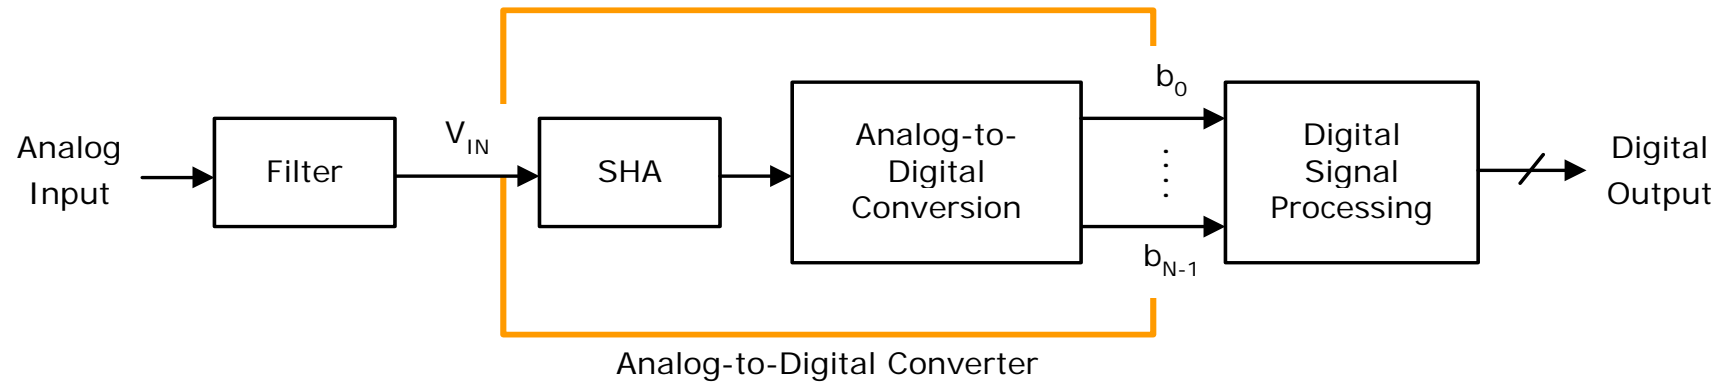 Analog
Input
Filter
V_IN
SHA
Analog-to-
Digital
Conversion
b_0
b_N-1
Digital
Signal
Processing
Digital
Output
Analog-to-Digital Converter